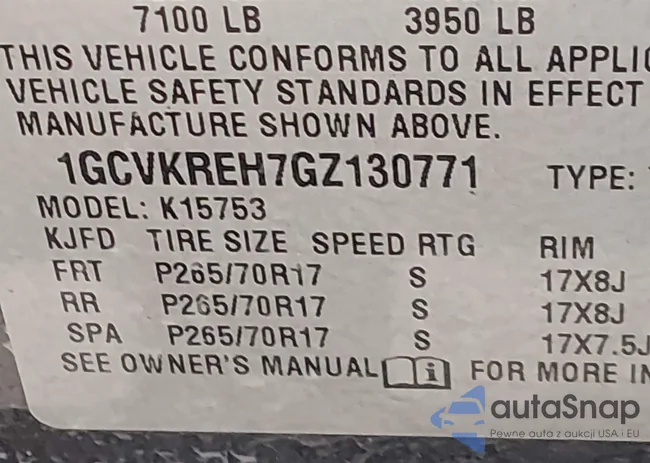 7100 LB 3950 LB
THIS VEHICLE CONFORMS TO ALL APPLIC
VEHICLE SAFETY STANDARDS IN EFFECT
MANUFACTURE SHOWN ABOVE.
1GCVKREH7GZ130771 TYPE:
MODEL: K15753
KJFD TIRE SIZE SPEED RTG RIM
FRT P265/70R17 S 17X8J
RR P265/70R17 S 17X8J
SPA P265/70R17 S 17X7.5J
SEE OWNER'S MANUAL i FOR MORE IN
autaSnap
Pewne auta z aukcji USA i EU